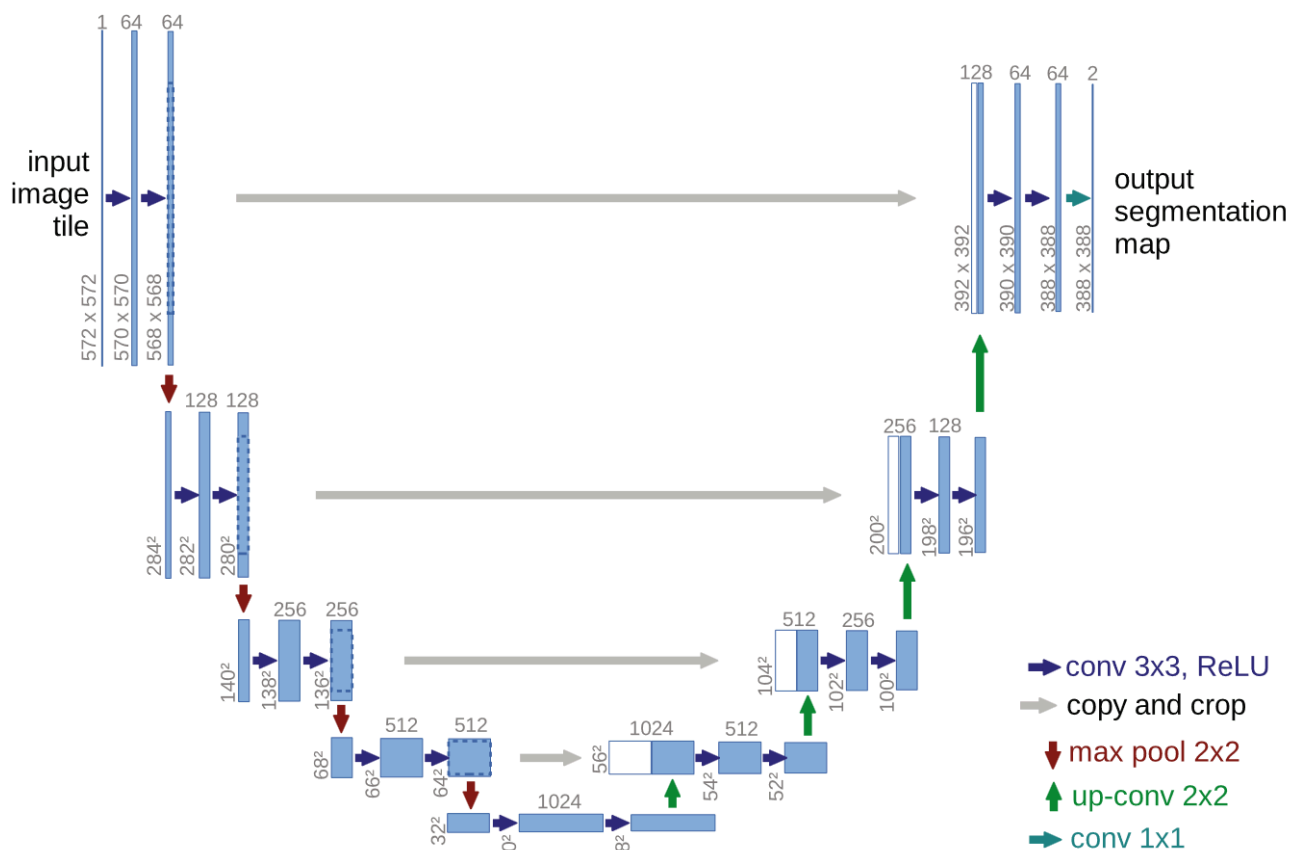 1 64 64
128 64 64 2
input
image
tile
output
segmentation
map
572 x 572
570 x 570
568 x 568
392 x 392
390 x 390
388 x 388
388 x 388
128 128
256 128
284²
282²
280²
200²
198²
196²
256 256
512 256
140²
138²
136²
104²
102²
100²
512 512
1024 512
68²
66²
64²
56²
54²
52²
1024
32²
conv 3x3, ReLU
copy and crop
max pool 2x2
up-conv 2x2
conv 1x1